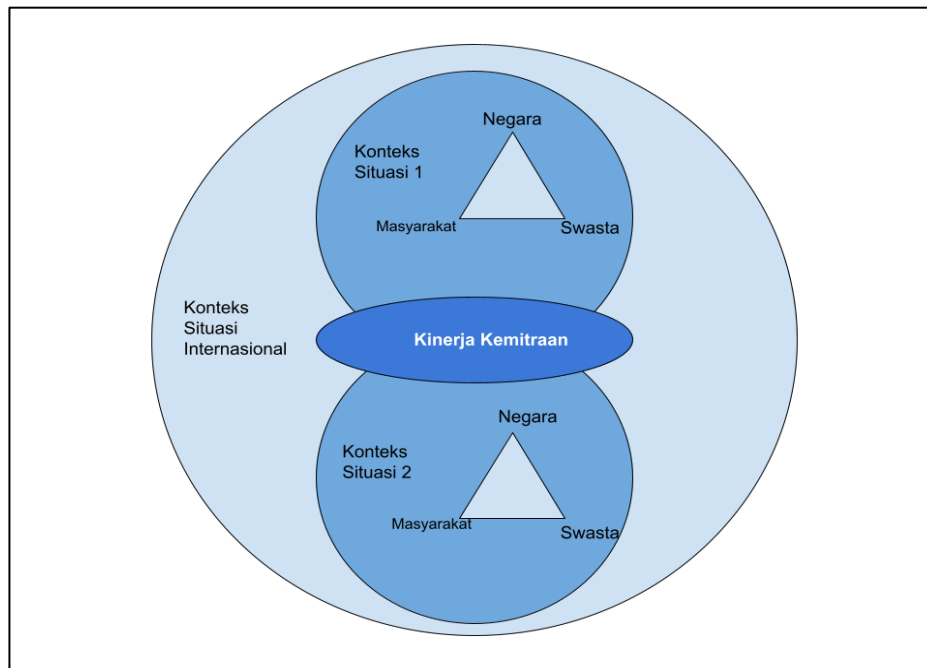 Negara
Konteks
Situasi 1
Masyarakat
Swasta
Konteks
Situasi
Internasional
Kinerja Kemitraan
Negara
Konteks
Situasi 2
Masyarakat
Swasta